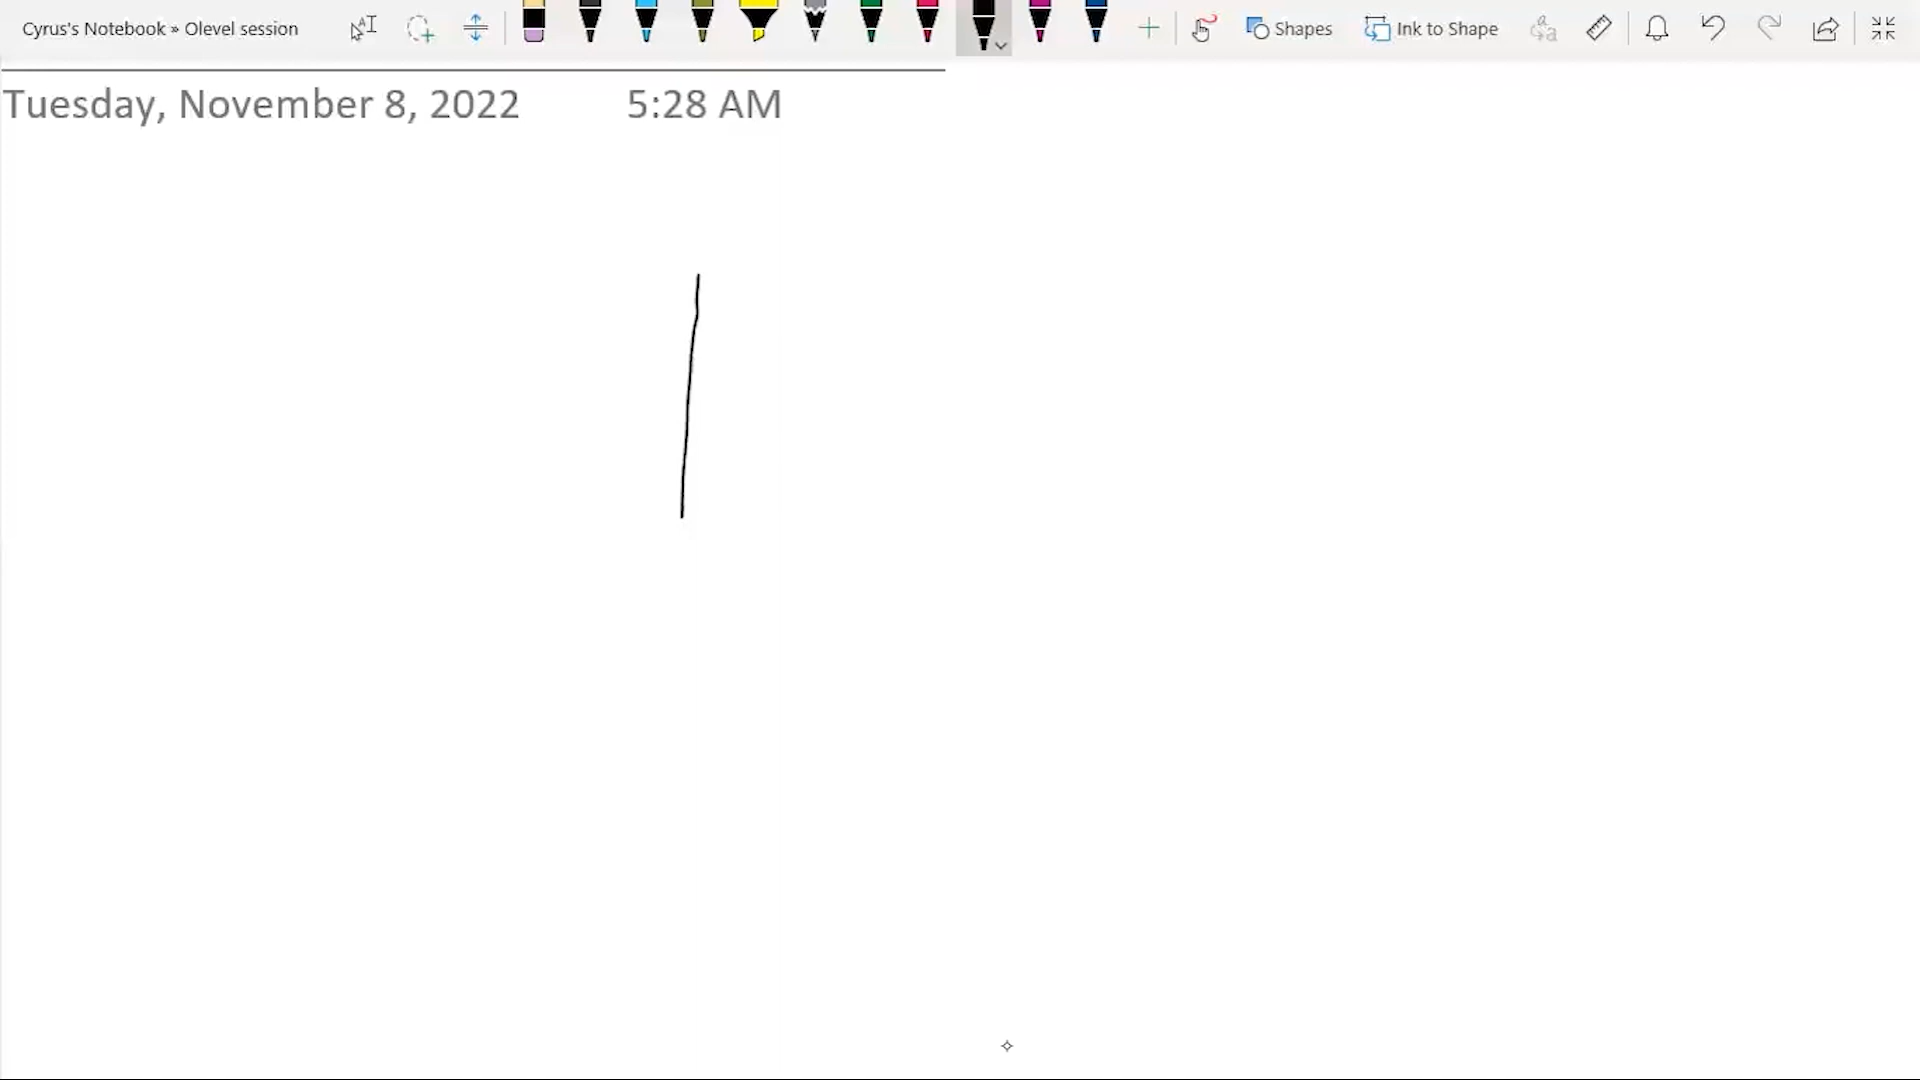 Cyrus's Notebook » Olevel session
Shapes
Ink to Shape
Tuesday, November 8, 2022 5:28 AM